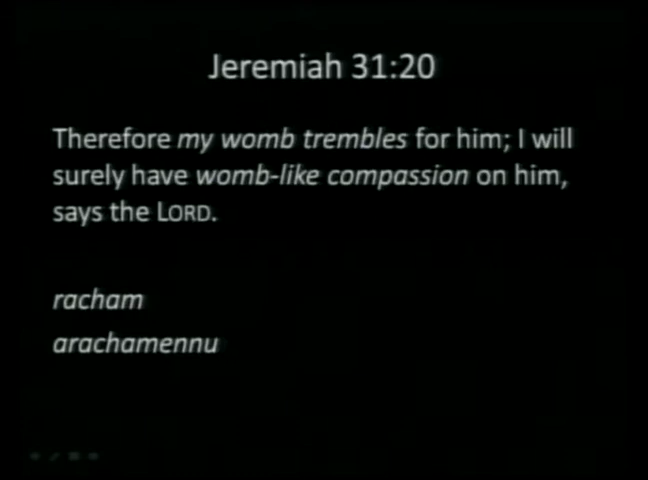 Jeremiah 31:20
Therefore my womb trembles for him; I will
surely have womb-like compassion on him,
says the LORD.
racham
arachamennu